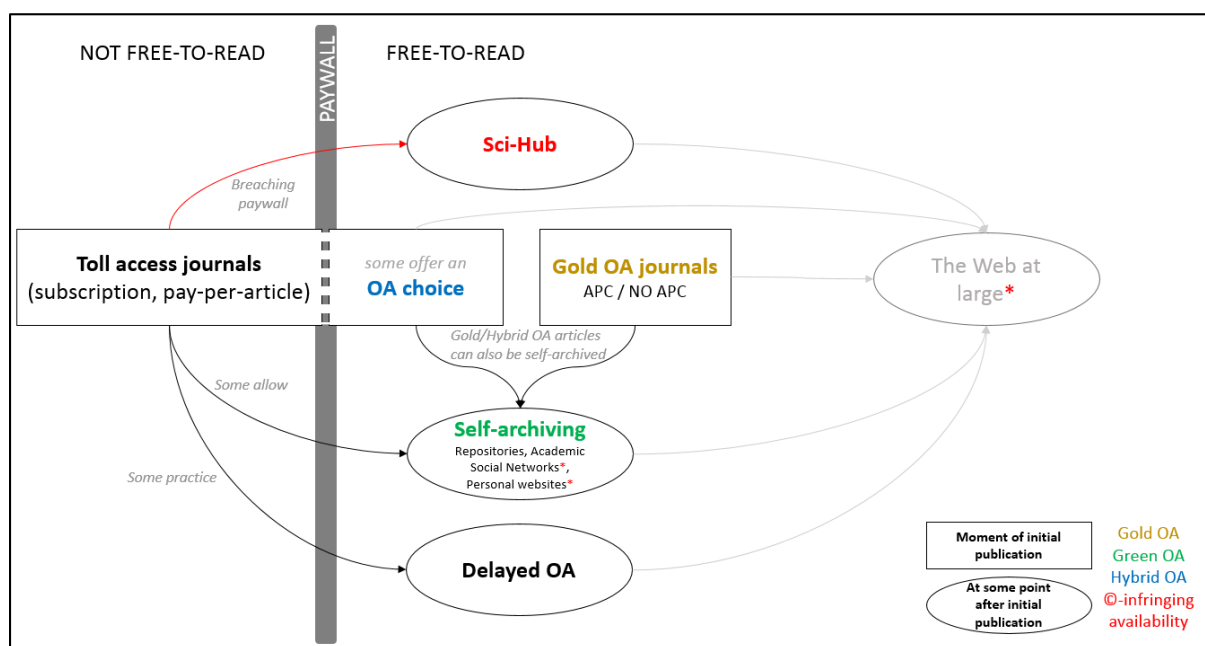 NOT FREE-TO-READ
PAYWALL
FREE-TO-READ
Sci-Hub
Breaching
paywall
Toll access journals
(subscription, pay-per-article)
some offer an
OA choice
Gold OA journals
APC / NO APC
The Web at
large*
Gold/Hybrid OA articles
can also be self-archived
Some allow
Self-archiving
Repositories, Academic
Social Networks*,
Personal websites*
Some practice
Delayed OA
Moment of initial
publication
At some point
after initial
publication
Gold OA
Green OA
Hybrid OA
©-infringing
availability